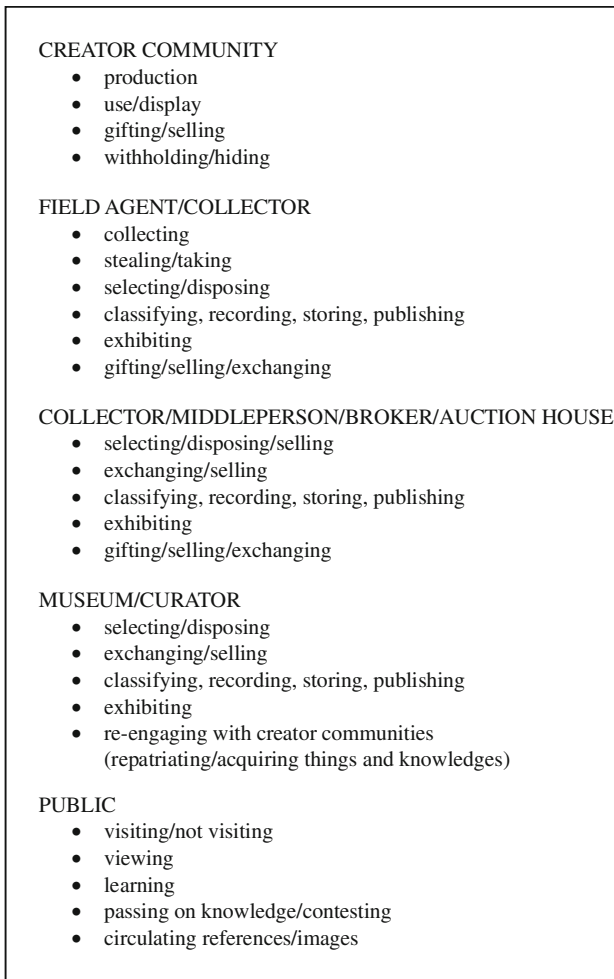 CREATOR COMMUNITY
• production
• use/display
• gifting/selling
• withholding/hiding
FIELD AGENT/COLLECTOR
• collecting
• stealing/taking
• selecting/disposing
• classifying, recording, storing, publishing
• exhibiting
• gifting/selling/exchanging
COLLECTOR/MIDDLEPERSON/BROKER/AUCTION HOUSE
• selecting/disposing/selling
• exchanging/selling
• classifying, recording, storing, publishing
• exhibiting
• gifting/selling/exchanging
MUSEUM/CURATOR
• selecting/disposing
• exchanging/selling
• classifying, recording, storing, publishing
• exhibiting
• re-engaging with creator communities
(repatriating/acquiring things and knowledges)
PUBLIC
• visiting/not visiting
• viewing
• learning
• passing on knowledge/contesting
• circulating references/images